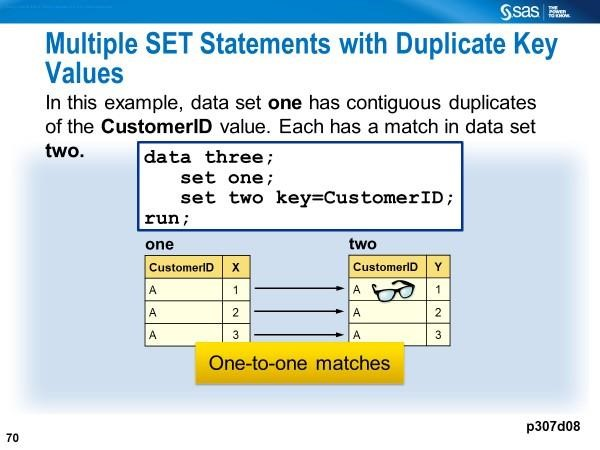 sas THE POWER TO KNOW.
Multiple SET Statements with Duplicate Key
Values
In this example, data set one has contiguous duplicates
of the CustomerID value. Each has a match in data set
two.
data three;
set one;
set two key=CustomerID;
run;
one
CustomerID X
A 1
A 2
A 3
two
CustomerID Y
A 1
A 2
A 3
One-to-one matches
70
p307d08